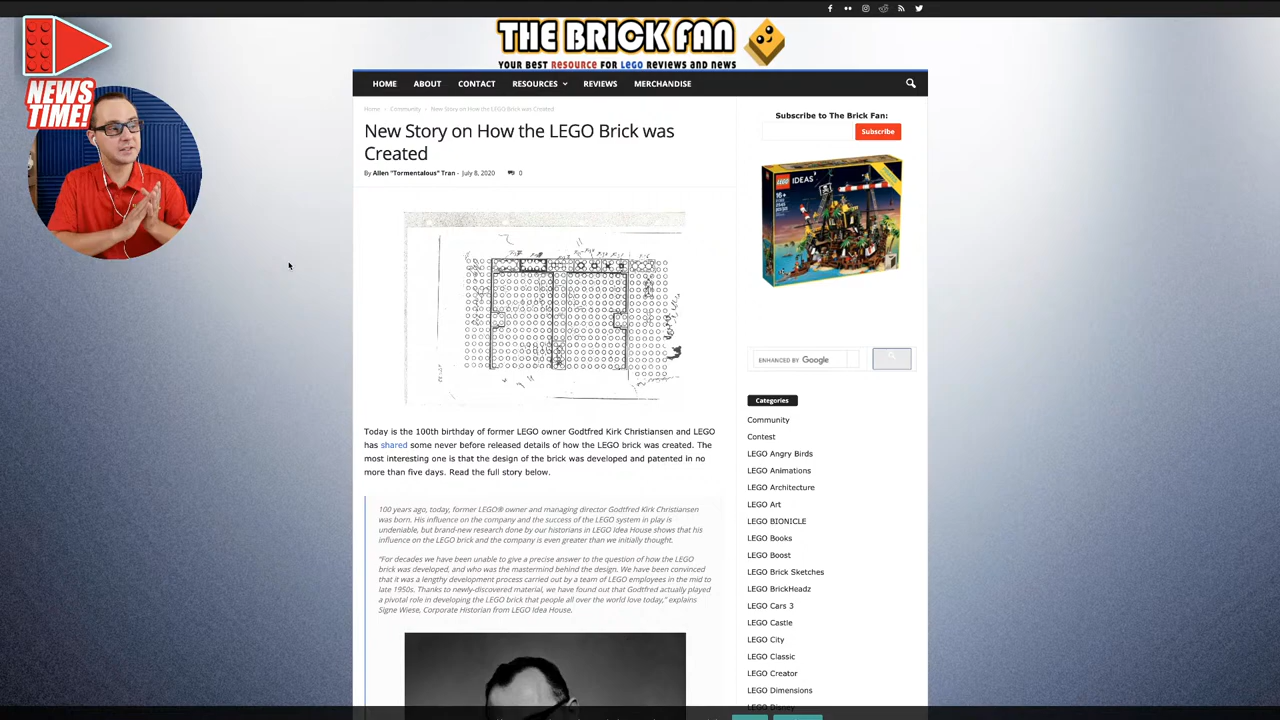 THE BRICK FAN
YOUR BEST RESOURCE FOR LEGO REVIEWS AND NEWS
NEWS
TIME!
HOME ABOUT CONTACT RESOURCES REVIEWS MERCHANDISE
Home Community New Story on How the LEGO Brick was Created
New Story on How the LEGO Brick was
Created
By Allen "Tormentalous" Tran - July 8, 2020 0
Today is the 100th birthday of former LEGO owner Godtfred Kirk Christiansen and LEGO
has shared some never before released details of how the LEGO brick was created. The
most interesting one is that the design of the brick was developed and patented in no
more than five days. Read the full story below.
100 years ago, today, former LEGO® owner and managing director Godtfred Kirk Christiansen
was born. His influence on the company and the success of the LEGO system in play is
undeniable, but brand-new research done by our historians in LEGO Idea House shows that his
influence on the LEGO brick and the company is even greater than we initially thought.
"For decades we have been unable to give a precise answer to the question of how the LEGO
brick was developed, and who was the mastermind behind the design. We have been convinced
that it was a lengthy development process carried out by a team of LEGO employees in the mid to
late 1950s. Thanks to newly-discovered material, we have found out that Godtfred actually played
a pivotal role in developing the LEGO brick that people all over the world love today," explains
Signe Wiese, Corporate Historian from LEGO Idea House.
Subscribe to The Brick Fan:
Subscribe
LEGO IDEAS
16+
ENHANCED BY Google
Categories
Community
Contest
LEGO Angry Birds
LEGO Animations
LEGO Architecture
LEGO Art
LEGO BIONICLE
LEGO Books
LEGO Boost
LEGO Brick Sketches
LEGO BrickHeadz
LEGO Cars 3
LEGO Castle
LEGO City
LEGO Classic
LEGO Creator
LEGO Dimensions
LEGO Disney